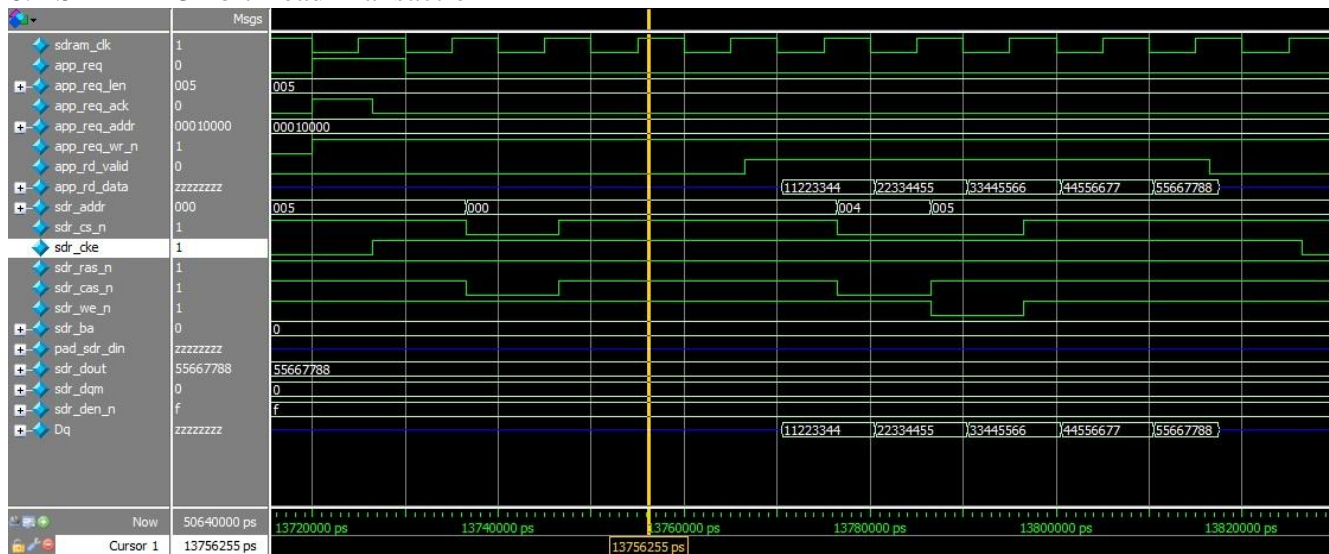 Msgs
sdram_clk 1
app_req 0
app_req_len 005 005
app_req_ack 0
app_req_addr 00010000 00010000
app_req_wr_n 1
app_rd_valid 0
app_rd_data zzzzzzzz 11223344 22334455 33445566 44556677 55667788
sdr_addr 000 005 000 004 005
sdr_cs_n 1
sdr_cke 1
sdr_ras_n 1
sdr_cas_n 1
sdr_we_n 1
sdr_ba 0 0
pad_sdr_din zzzzzzzz
sdr_dout 55667788 55667788
sdr_dqm 0 0
sdr_den_n f f
Dq zzzzzzzz 11223344 22334455 33445566 44556677 55667788
Now 50640000 ps 13720000 ps 13740000 ps 13760000 ps 13780000 ps 13800000 ps 13820000 ps
Cursor 1 13756255 ps 13756255 ps